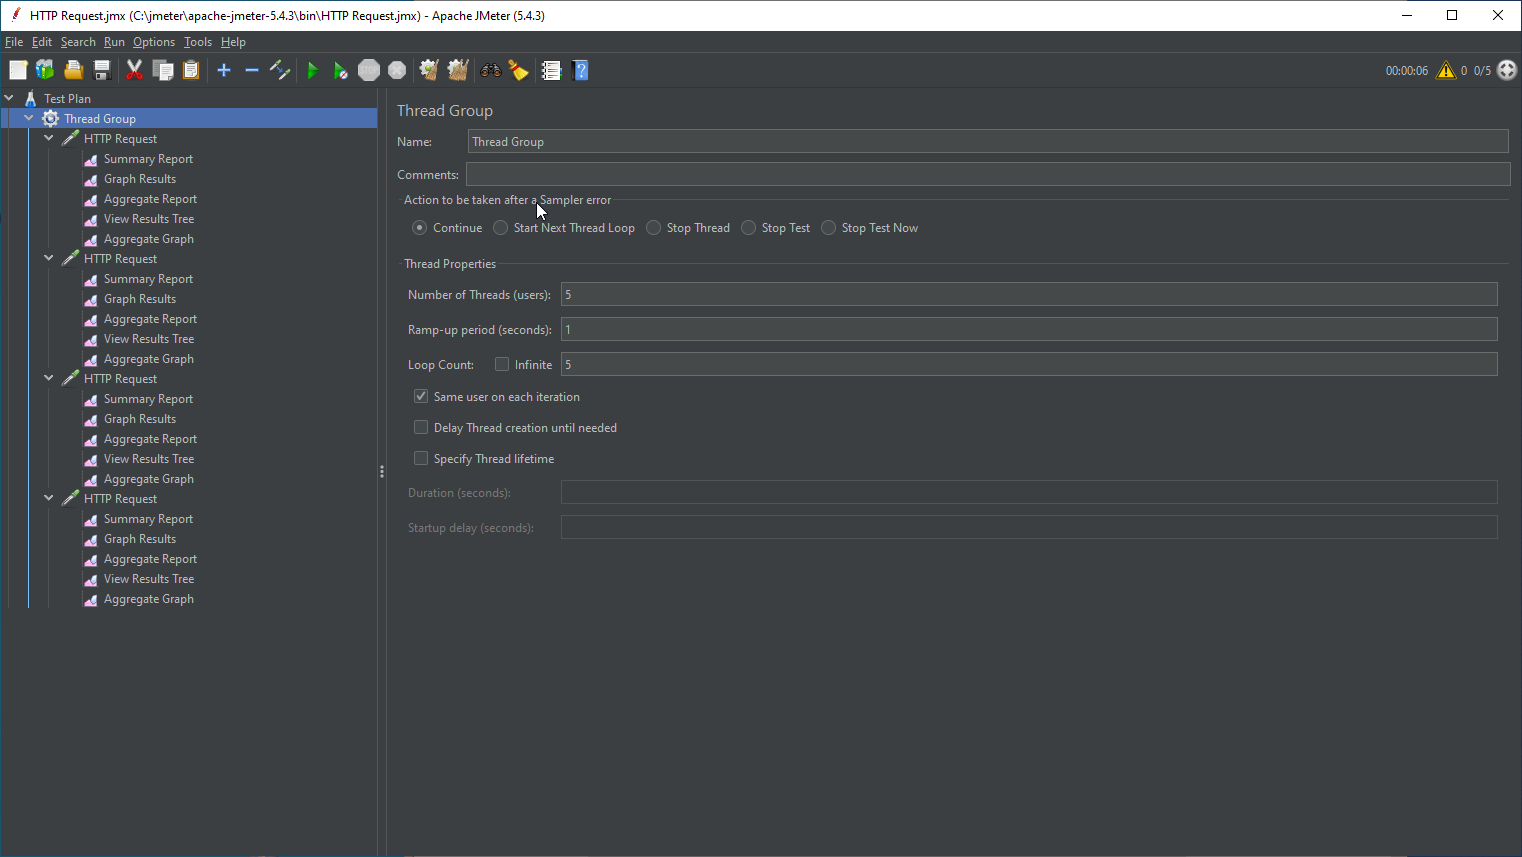 HTTP Request.jmx (C:\jmeter\apache-jmeter-5.4.3\bin\HTTP Request.jmx) - Apache JMeter (5.4.3)
File Edit Search Run Options Tools Help
STOP
00:00:06 0 0/5
Test Plan
Thread Group
HTTP Request
Summary Report
Graph Results
Aggregate Report
View Results Tree
Aggregate Graph
HTTP Request
Summary Report
Graph Results
Aggregate Report
View Results Tree
Aggregate Graph
HTTP Request
Summary Report
Graph Results
Aggregate Report
View Results Tree
Aggregate Graph
HTTP Request
Summary Report
Graph Results
Aggregate Report
View Results Tree
Aggregate Graph
Thread Group
Name: Thread Group
Comments:
Action to be taken after a Sampler error
Continue Start Next Thread Loop Stop Thread Stop Test Stop Test Now
Thread Properties
Number of Threads (users): 5
Ramp-up period (seconds): 1
Loop Count: Infinite 5
Same user on each iteration
Delay Thread creation until needed
Specify Thread lifetime
Duration (seconds):
Startup delay (seconds):